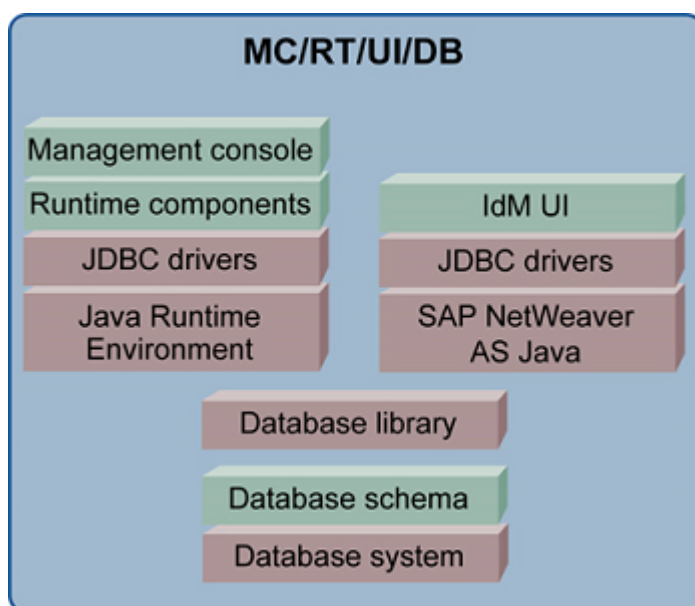 MC/RT/UI/DB
Management console
Runtime components
JDBC drivers
Java Runtime
Environment
IdM UI
JDBC drivers
SAP NetWeaver
AS Java
Database library
Database schema
Database system